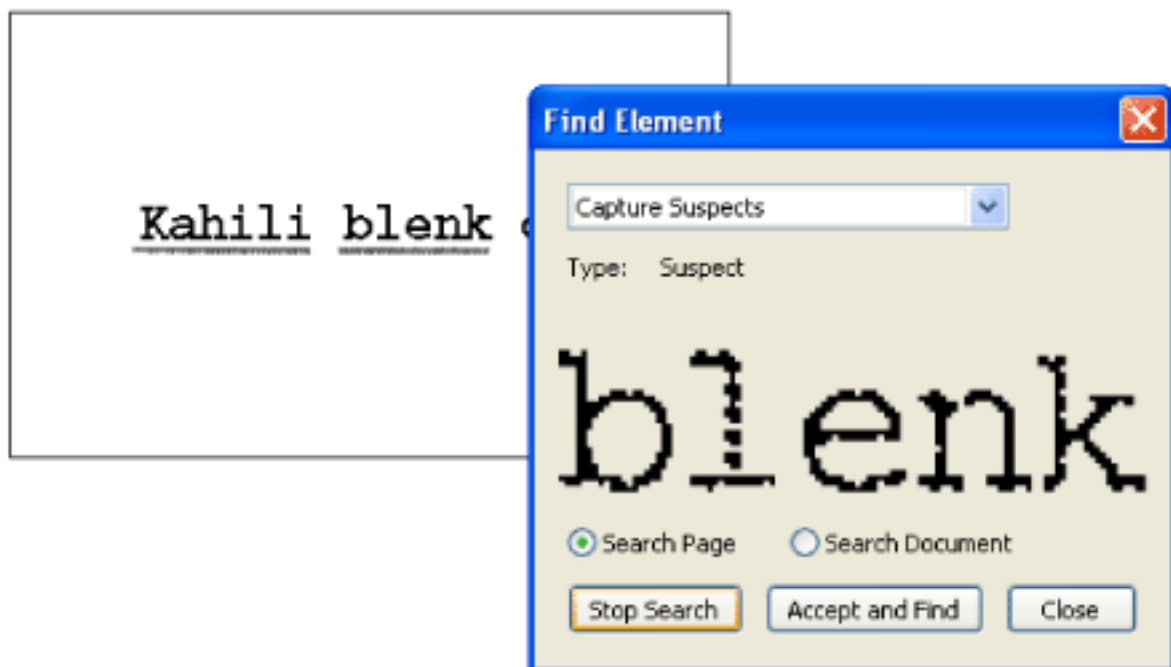 Kahili blenk
Find Element
Capture Suspects
Type: Suspect
blenk
Search Page Search Document
Stop Search Accept and Find Close